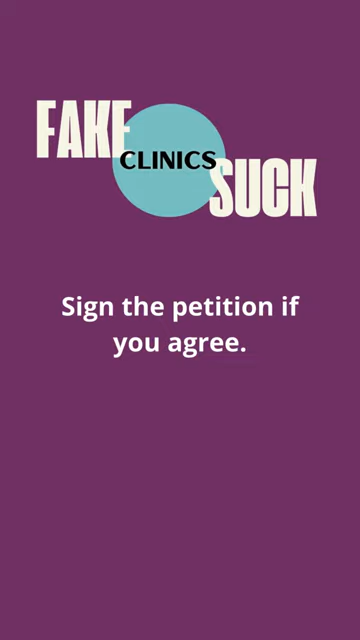 FAKE
CLINICS
SUCK
Sign the petition if
you agree.